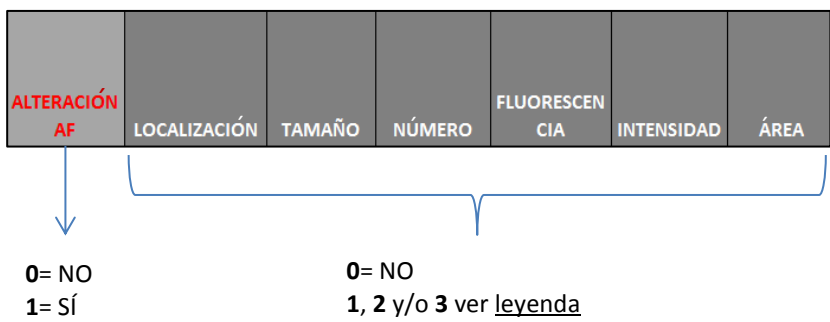 ALTERACIÓN
AF
LOCALIZACIÓN
TAMAÑO
NÚMERO
FLUORESCEN
CIA
INTENSIDAD
ÁREA
0= NO
1= SÍ
0= NO
1, 2 y/o 3 ver leyenda